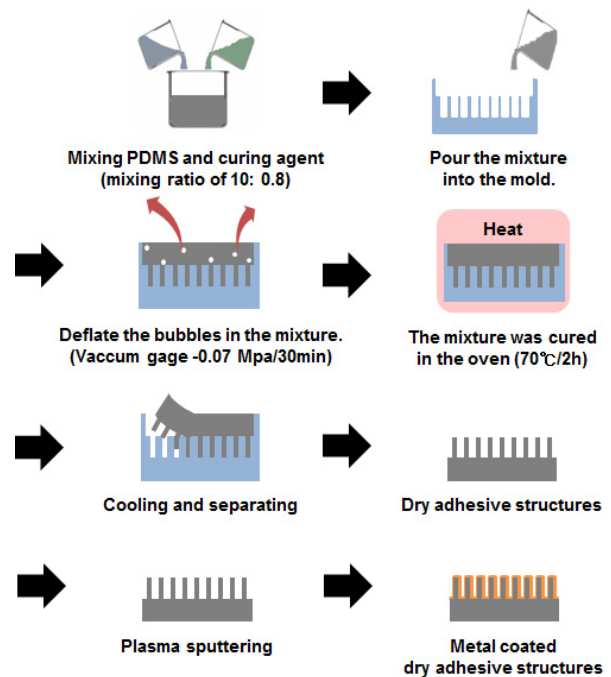 Mixing PDMS and curing agent
(mixing ratio of 10: 0.8)
Pour the mixture
into the mold.
Deflate the bubbles in the mixture.
(Vaccum gage -0.07 Mpa/30min)
Heat
The mixture was cured
in the oven (70℃/2h)
Cooling and separating
Dry adhesive structures
Plasma sputtering
Metal coated
dry adhesive structures